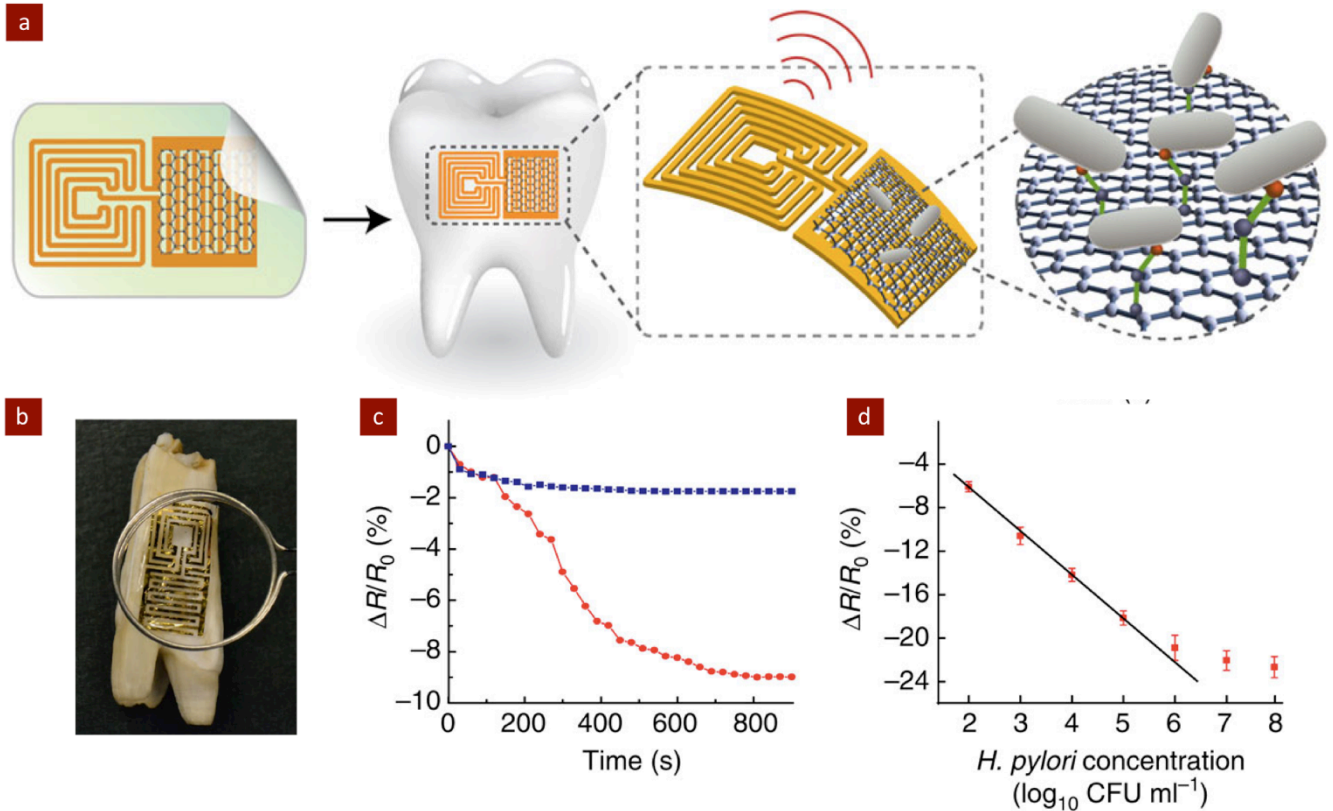 a
b
c
0
−2
−4
−6
−8
−10
ΔR/R0 (%)
0 200 400 600 800
Time (s)
d
−4
−8
−12
−16
−20
−24
ΔR/R0 (%)
2 3 4 5 6 7 8
H. pylori concentration
(log10 CFU ml−1)